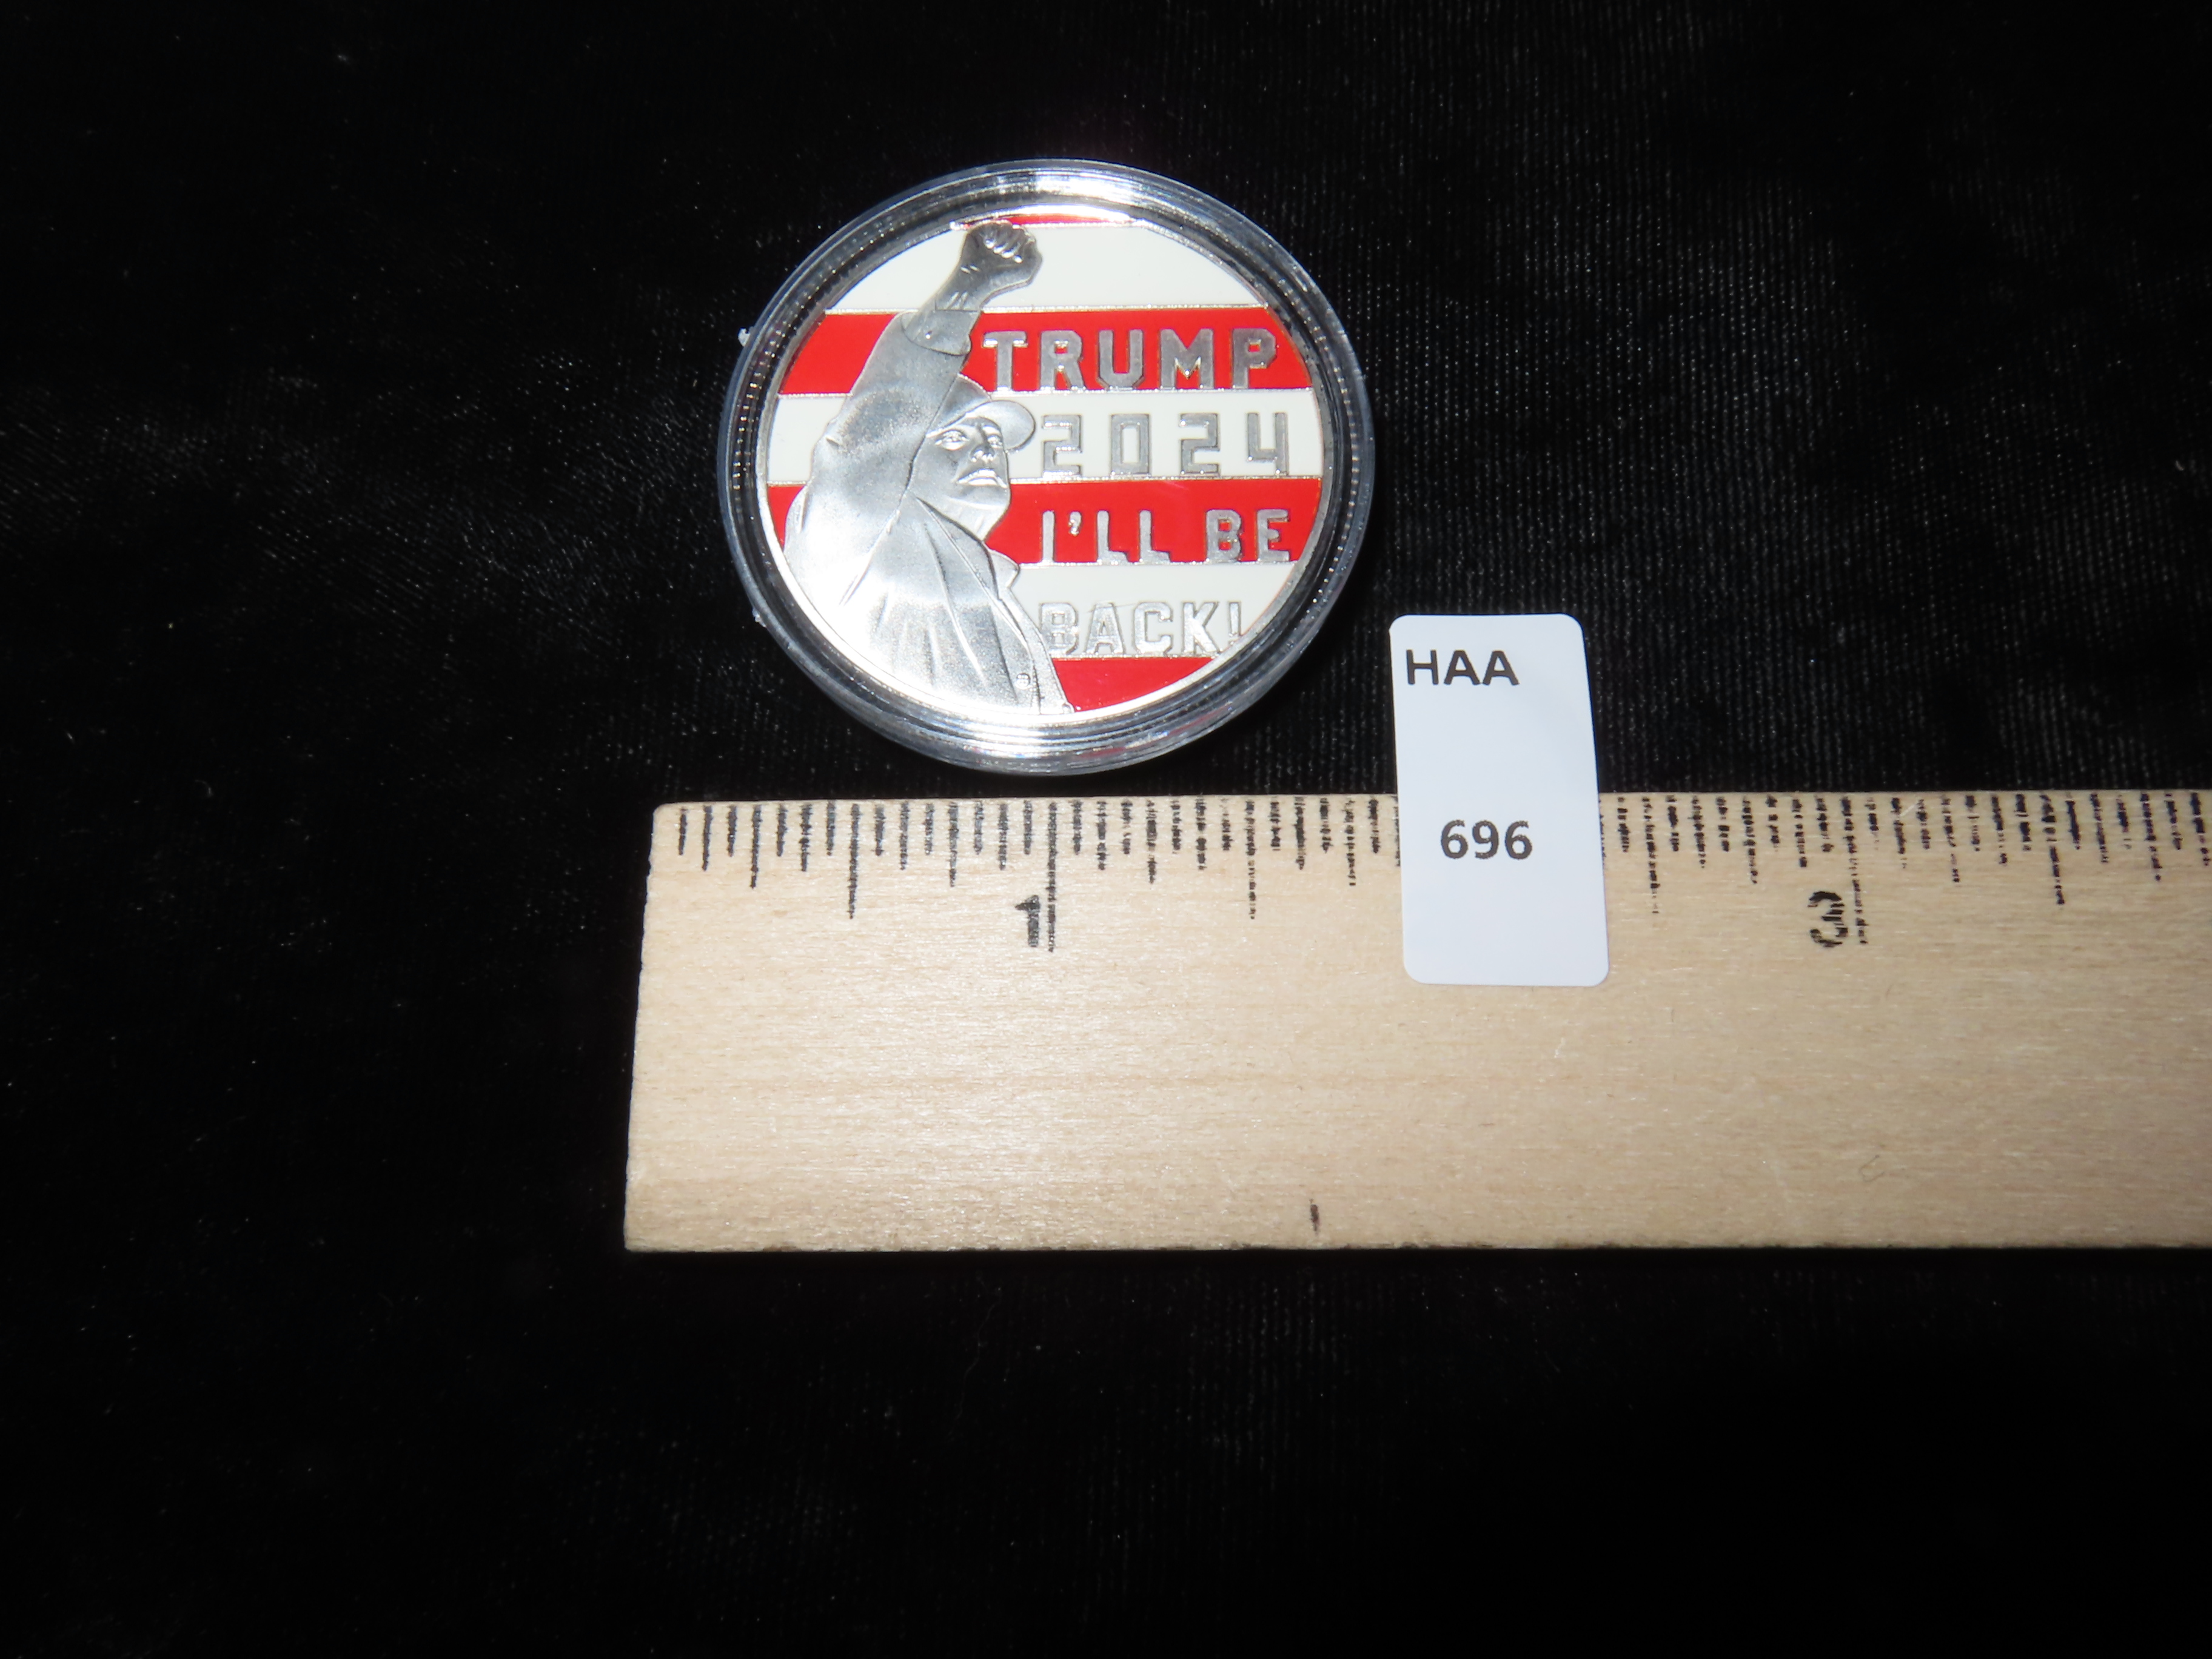 TRUMP
2024
I'LL BE
BACK!
HAA
696
1
3